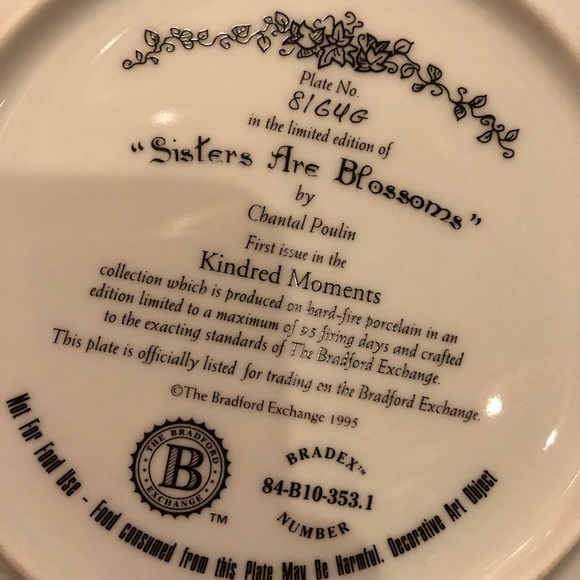 Plate No.
8164G
in the limited edition of
"Sisters Are Blossoms"
by
Chantal Poulin
First issue in the
Kindred Moments
collection which is produced on hard-fire porcelain in an
edition limited to a maximum of 95 firing days and crafted
to the exacting standards of The Bradford Exchange.
This plate is officially listed for trading on the Bradford Exchange.
©The Bradford Exchange 1995
THE BRADFORD
B
EXCHANGE
TM
BRADEX™
84-B10-353.1
NUMBER
Not For Food Use - Food consumed from this Plate May Be Harmful. Decorative Art Object